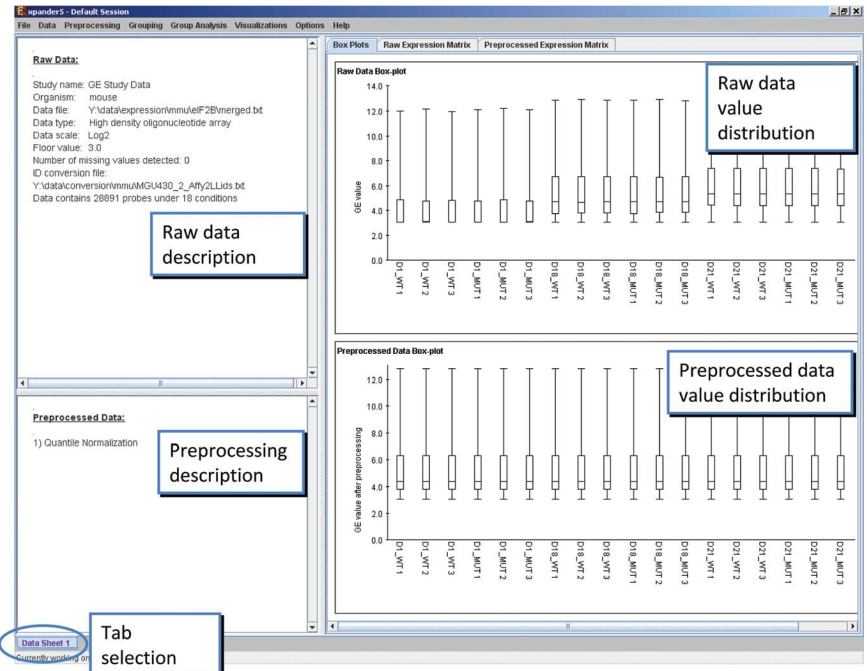 xpander5 - Default Session
File Data Preprocessing Grouping Group Analysis Visualizations Options Help
Raw Data:
Study name: GE Study Data
Organism: mouse
Data file: Y:\data\expression\mmu\eIF2B\merged.txt
Data type: High density oligonucleotide array
Data scale: Log2
Floor value: 3.0
Number of missing values detected: 0
ID conversion file:
Y:\data\conversion\mmu\MGU430_2_Affy2LLids.txt
Data contains 28891 probes under 18 conditions
Raw data
description
Preprocessed Data:
1) Quantile Normalization
Preprocessing
description
Box Plots Raw Expression Matrix Preprocessed Expression Matrix
Raw Data Box-plot
Raw data
value
distribution
GE value
14.0
12.0
10.0
8.0
6.0
4.0
2.0
0.0
D1_WT 1
D1_WT 2
D1_WT 3
D1_MUT 1
D1_MUT 2
D1_MUT 3
D18_WT 1
D18_WT 2
D18_WT 3
D18_MUT 1
D18_MUT 2
D18_MUT 3
D21_WT 1
D21_WT 2
D21_WT 3
D21_MUT 1
D21_MUT 2
D21_MUT 3
Preprocessed Data Box-plot
Preprocessed data
value distribution
GE value after preprocessing
12.0
10.0
8.0
6.0
4.0
2.0
0.0
D1_WT 1
D1_WT 2
D1_WT 3
D1_MUT 1
D1_MUT 2
D1_MUT 3
D18_WT 1
D18_WT 2
D18_WT 3
D18_MUT 1
D18_MUT 2
D18_MUT 3
D21_WT 1
D21_WT 2
D21_WT 3
D21_MUT 1
D21_MUT 2
D21_MUT 3
Data Sheet 1
Tab
selection
Currently working on